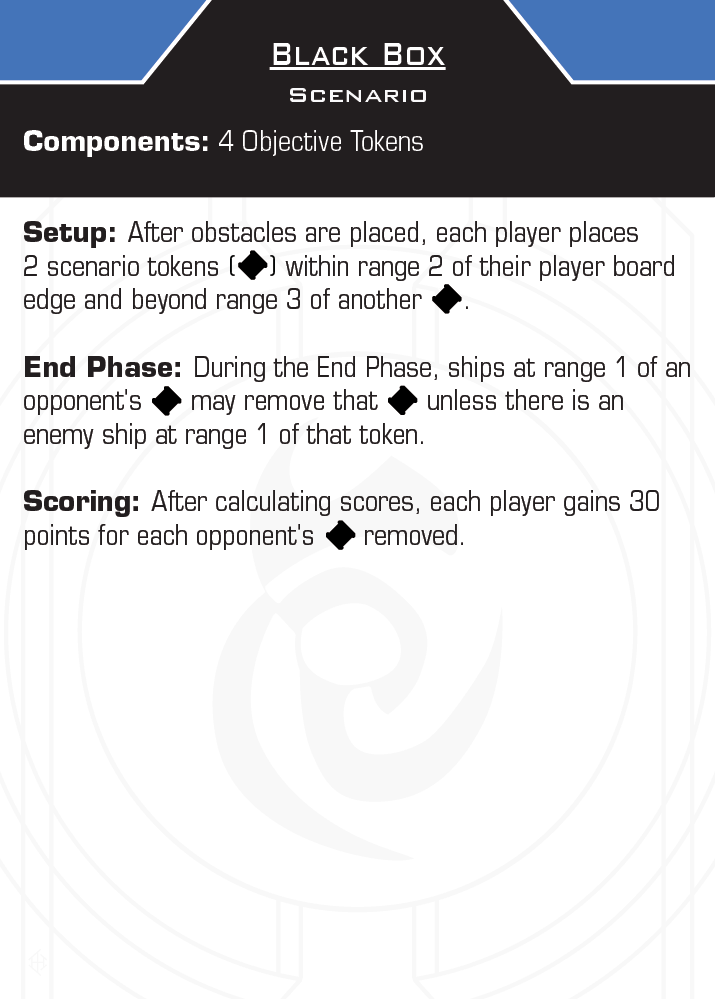 Black Box
Scenario
Components: 4 Objective Tokens
Setup: After obstacles are placed, each player places
2 scenario tokens (◆) within range 2 of their player board
edge and beyond range 3 of another ◆.
End Phase: During the End Phase, ships at range 1 of an
opponent's ◆ may remove that ◆ unless there is an
enemy ship at range 1 of that token.
Scoring: After calculating scores, each player gains 30
points for each opponent's ◆ removed.